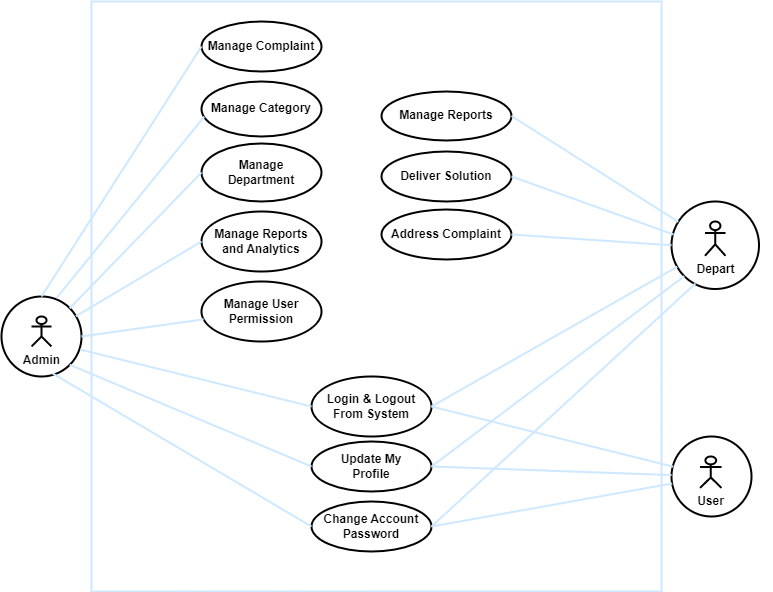 Manage Complaint
Manage Category
Manage
Department
Manage Reports
and Analytics
Manage User
Permission
Manage Reports
Deliver Solution
Address Complaint
Depart
Admin
Login & Logout
From System
Update My
Profile
Change Account
Password
User